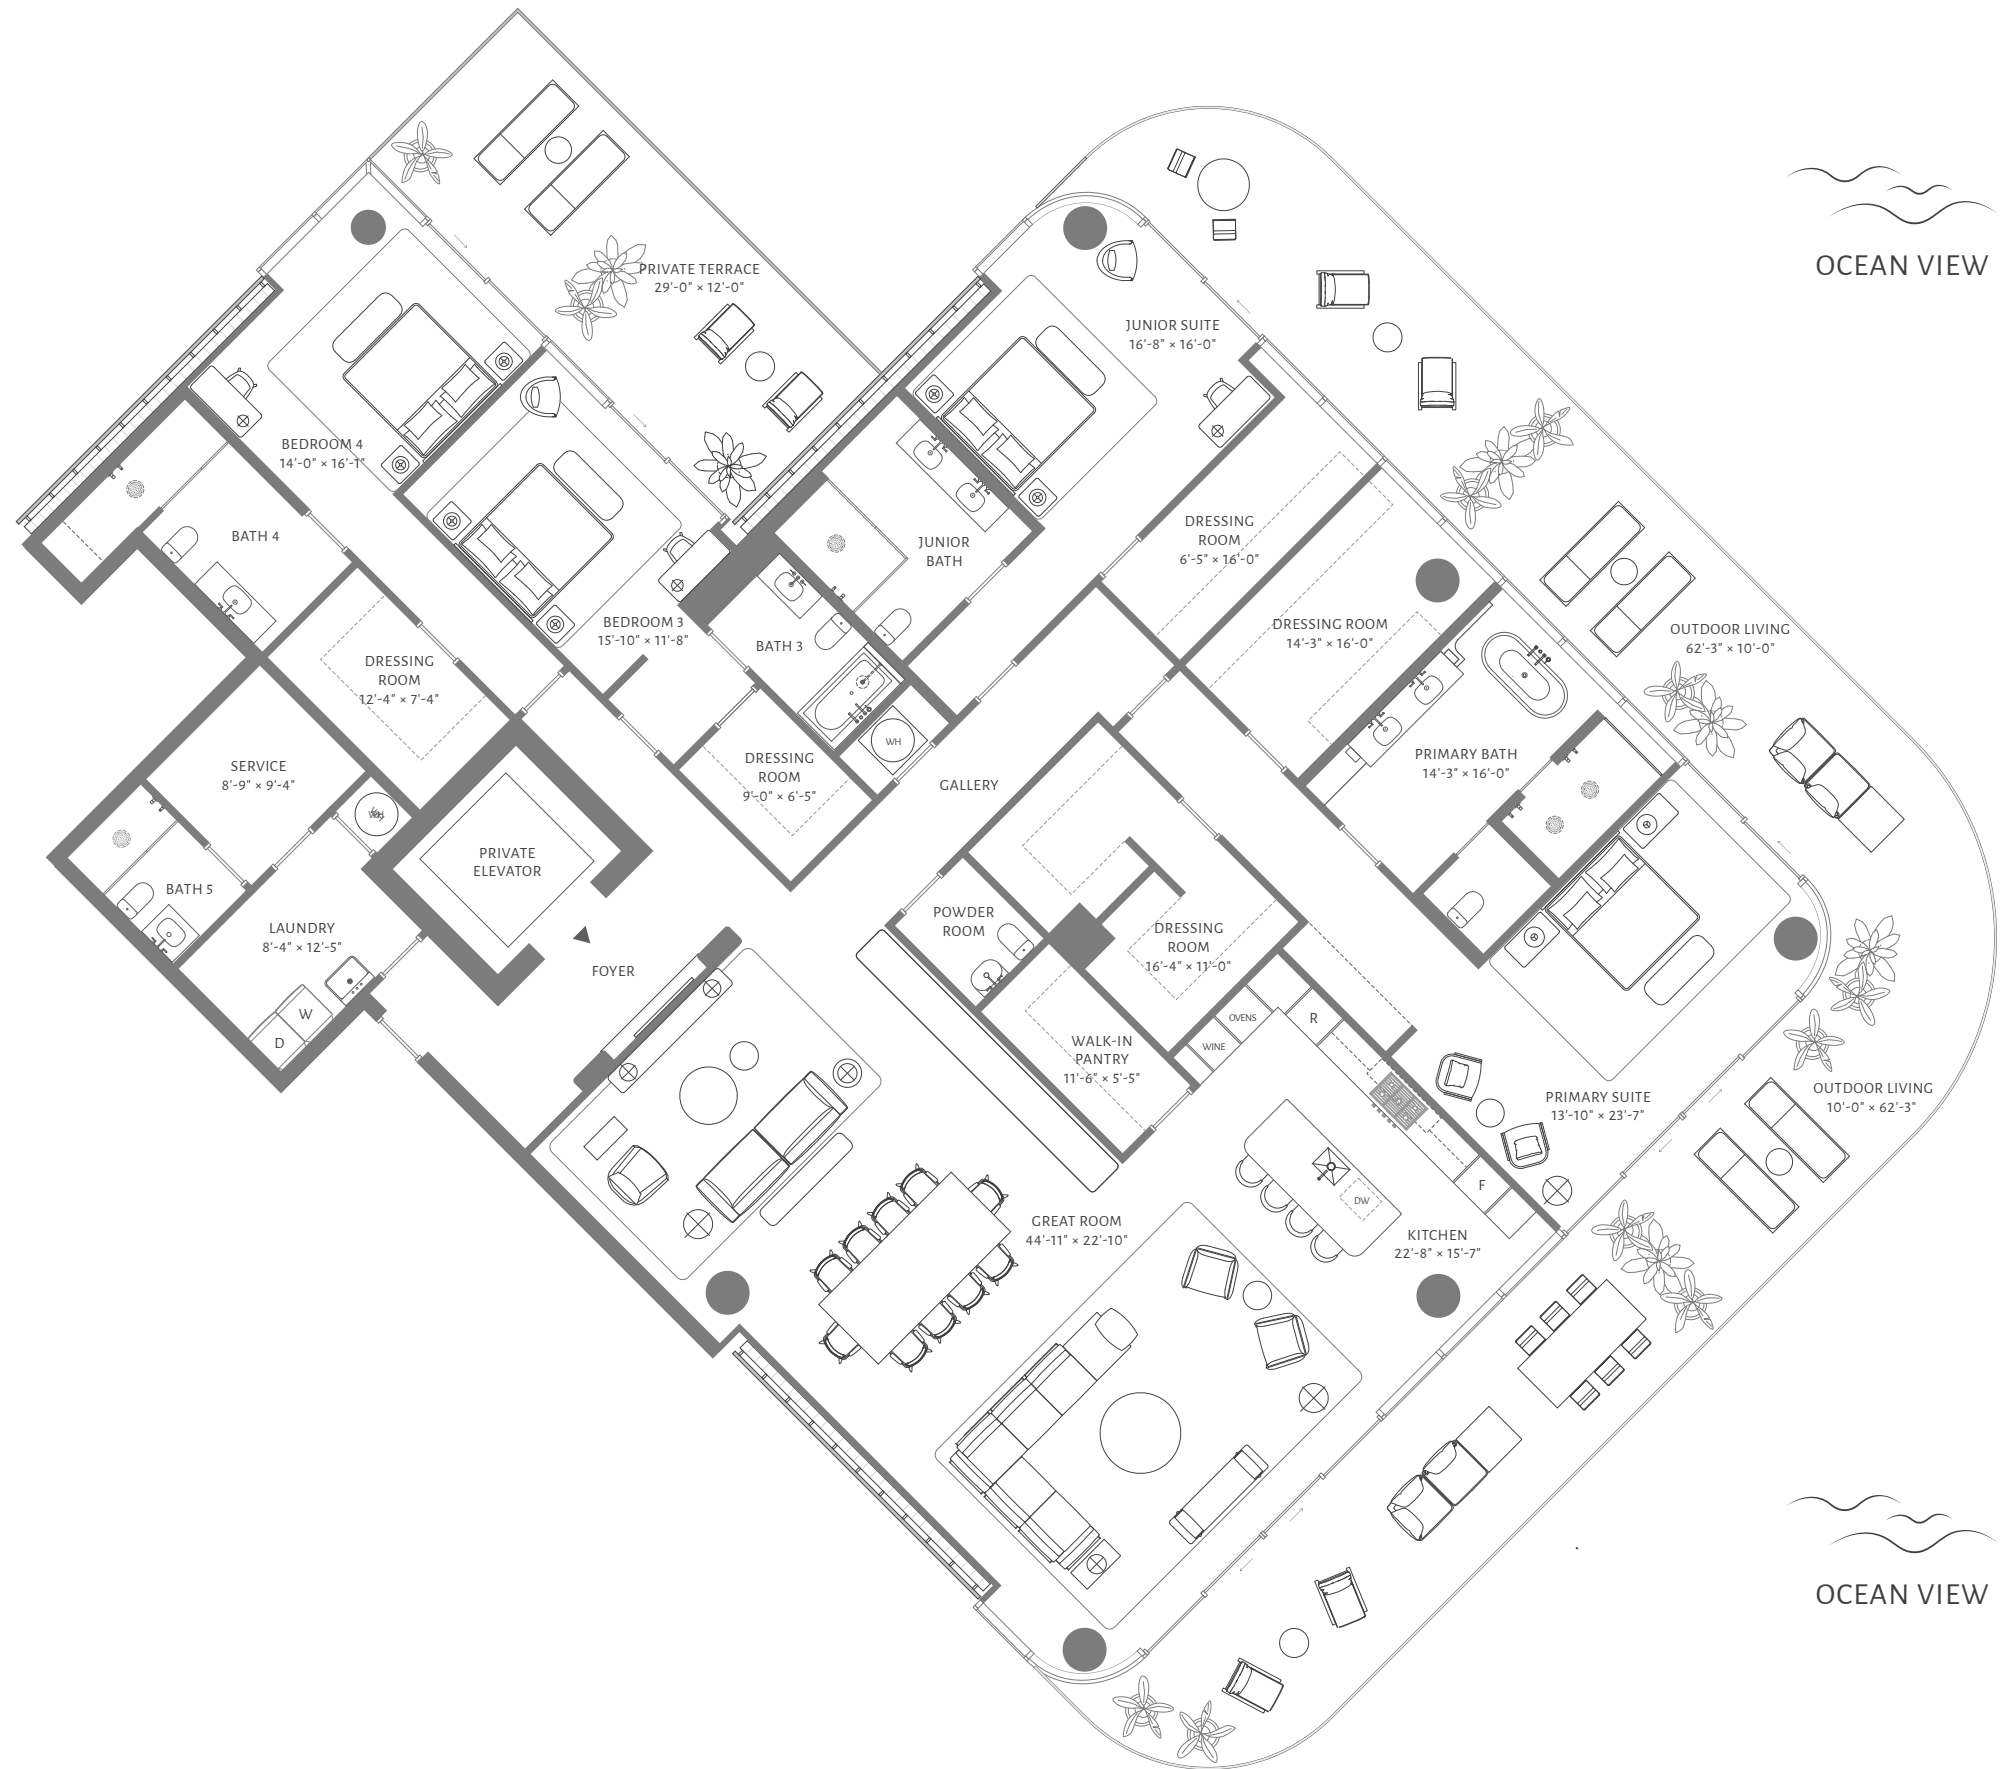 OCEAN VIEW
PRIVATE TERRACE
29'-0" × 12'-0"
JUNIOR SUITE
16'-8" × 16'-0"
BEDROOM 4
14'-0" × 16'-1"
BATH 4
DRESSING
ROOM
6'-5" × 16'-0"
JUNIOR
BATH
BEDROOM 3
15'-10" × 11'-8"
BATH 3
DRESSING ROOM
14'-3" × 16'-0"
OUTDOOR LIVING
62'-3" × 10'-0"
DRESSING
ROOM
12'-4" × 7'-4"
WH
SERVICE
8'-9" × 9'-4"
DRESSING
ROOM
9'-0" × 6'-5"
GALLERY
PRIMARY BATH
14'-3" × 16'-0"
PRIVATE
ELEVATOR
BATH 5
LAUNDRY
8'-4" × 12'-5"
POWDER
ROOM
DRESSING
ROOM
16'-4" × 11'-0"
FOYER
W
D
OVENS
R
WINE
WALK-IN
PANTRY
11'-6" × 5'-5"
PRIMARY SUITE
13'-10" × 23'-7"
OUTDOOR LIVING
10'-0" × 62'-3"
F
DW
GREAT ROOM
44'-11" × 22'-10"
KITCHEN
22'-8" × 15'-7"
OCEAN VIEW